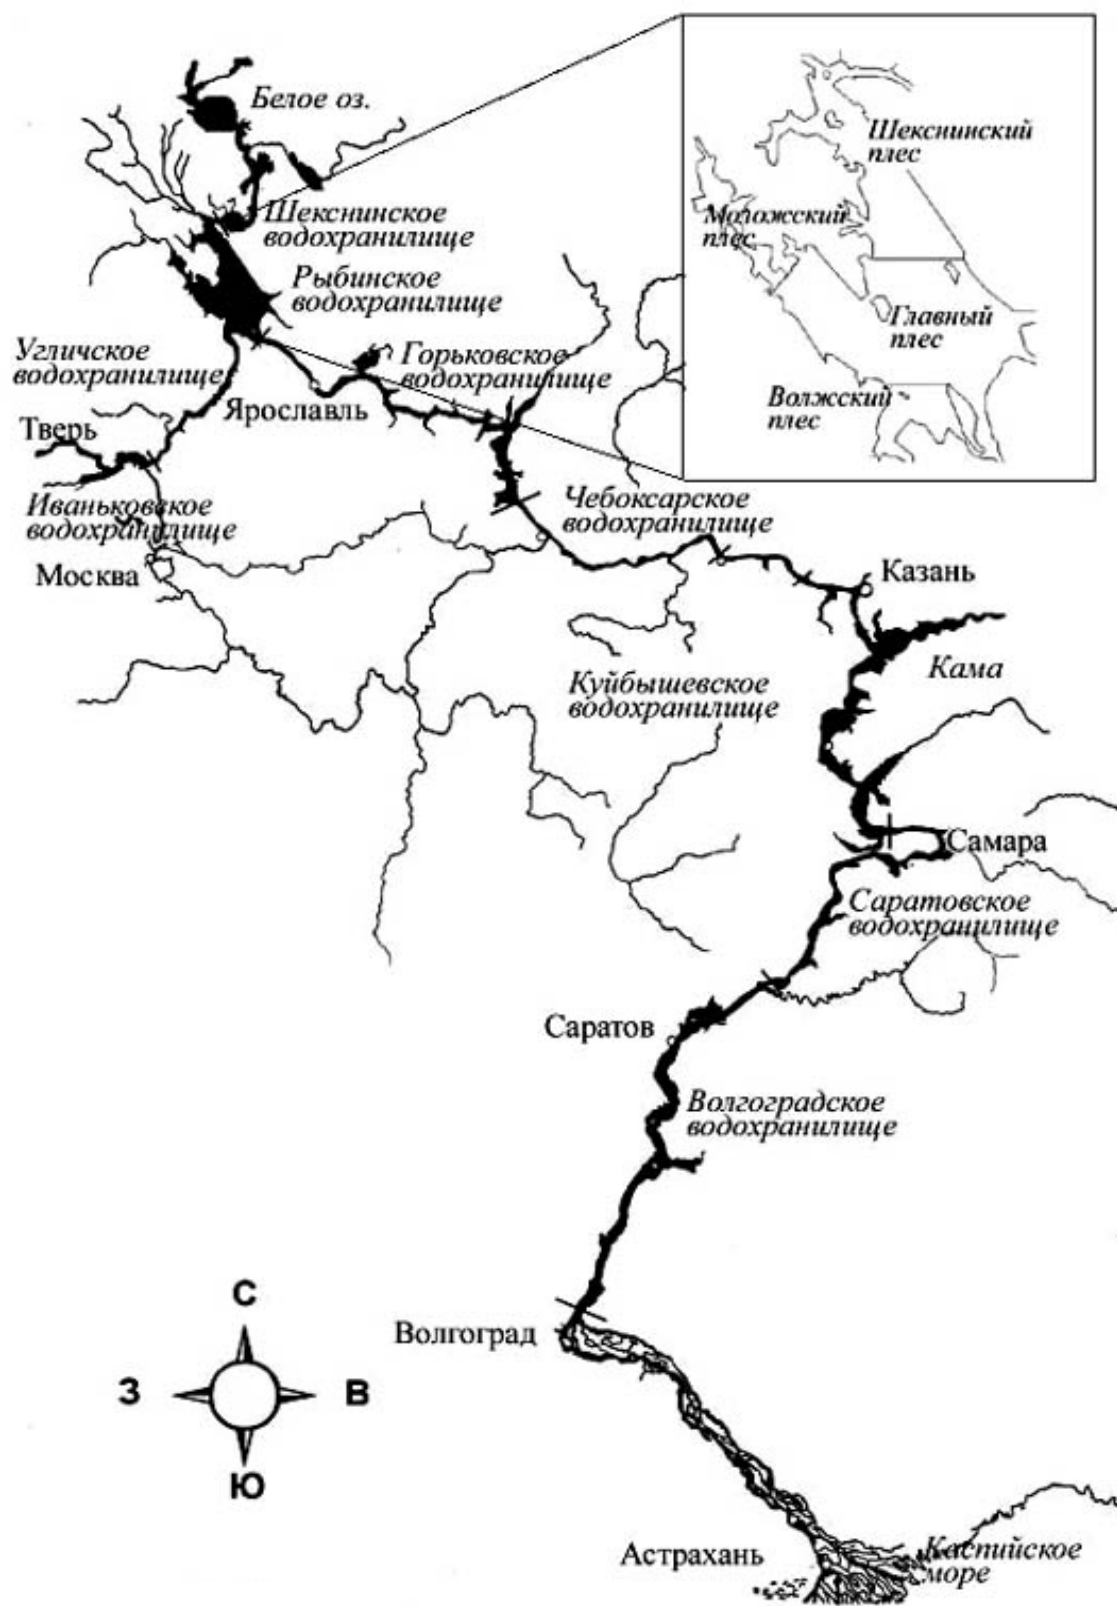 Белое оз.
Шекснинский
плес
Моложский
плес
Шекснинское
водохранилище
Рыбинское
водохранилище
Главный
плес
Угличское
водохранилище
Горьковское
водохранилище
Волжский
плес
Ярославль
Тверь
Иваньковское
водохранилище
Чебоксарское
водохранилище
Москва
Казань
Кама
Куйбышевское
водохранилище
Самара
Саратовское
водохранилище
Саратов
Волгоградское
водохранилище
С
Волгоград
З
В
Ю
Астрахань
Каспийское
море